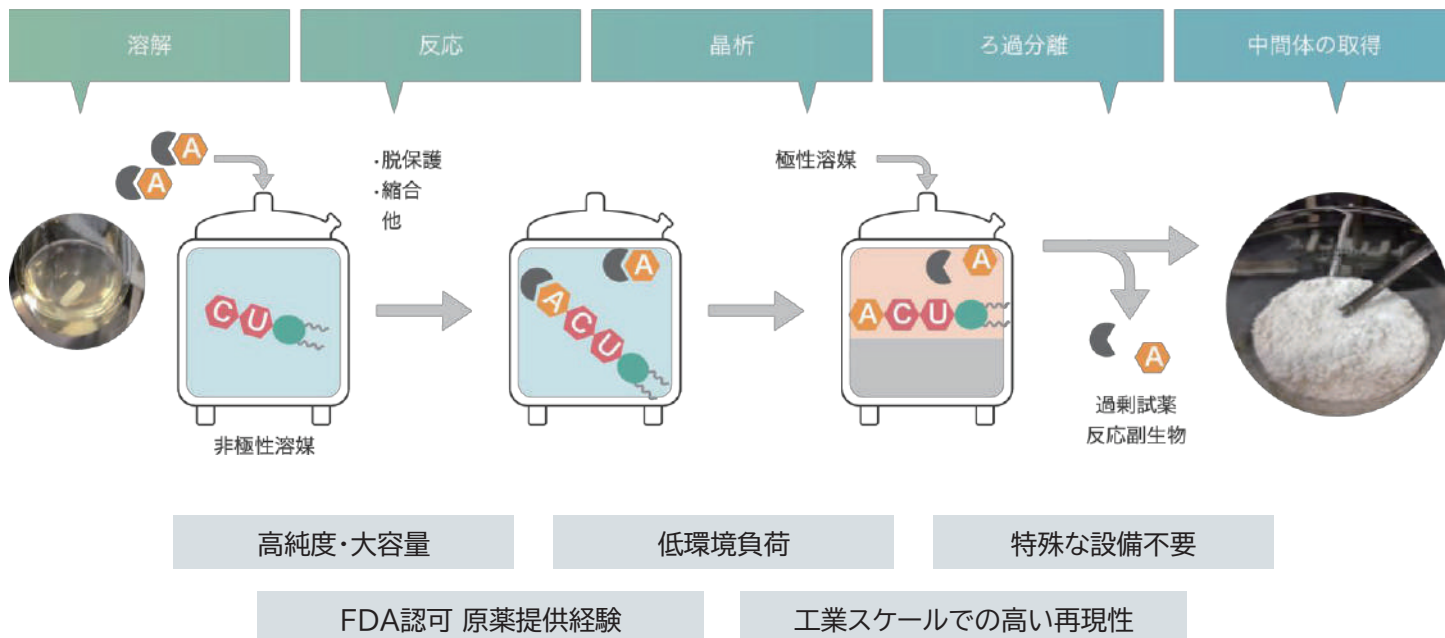 溶解
反応
晶析
ろ過分離
中間体の取得
A
A
・脱保護
・縮合
他
極性溶媒
C U
A
A C U
A
A C U
A
非極性溶媒
過剰試薬
反応副生物
高純度・大容量
低環境負荷
特殊な設備不要
FDA認可 原薬提供経験
工業スケールでの高い再現性